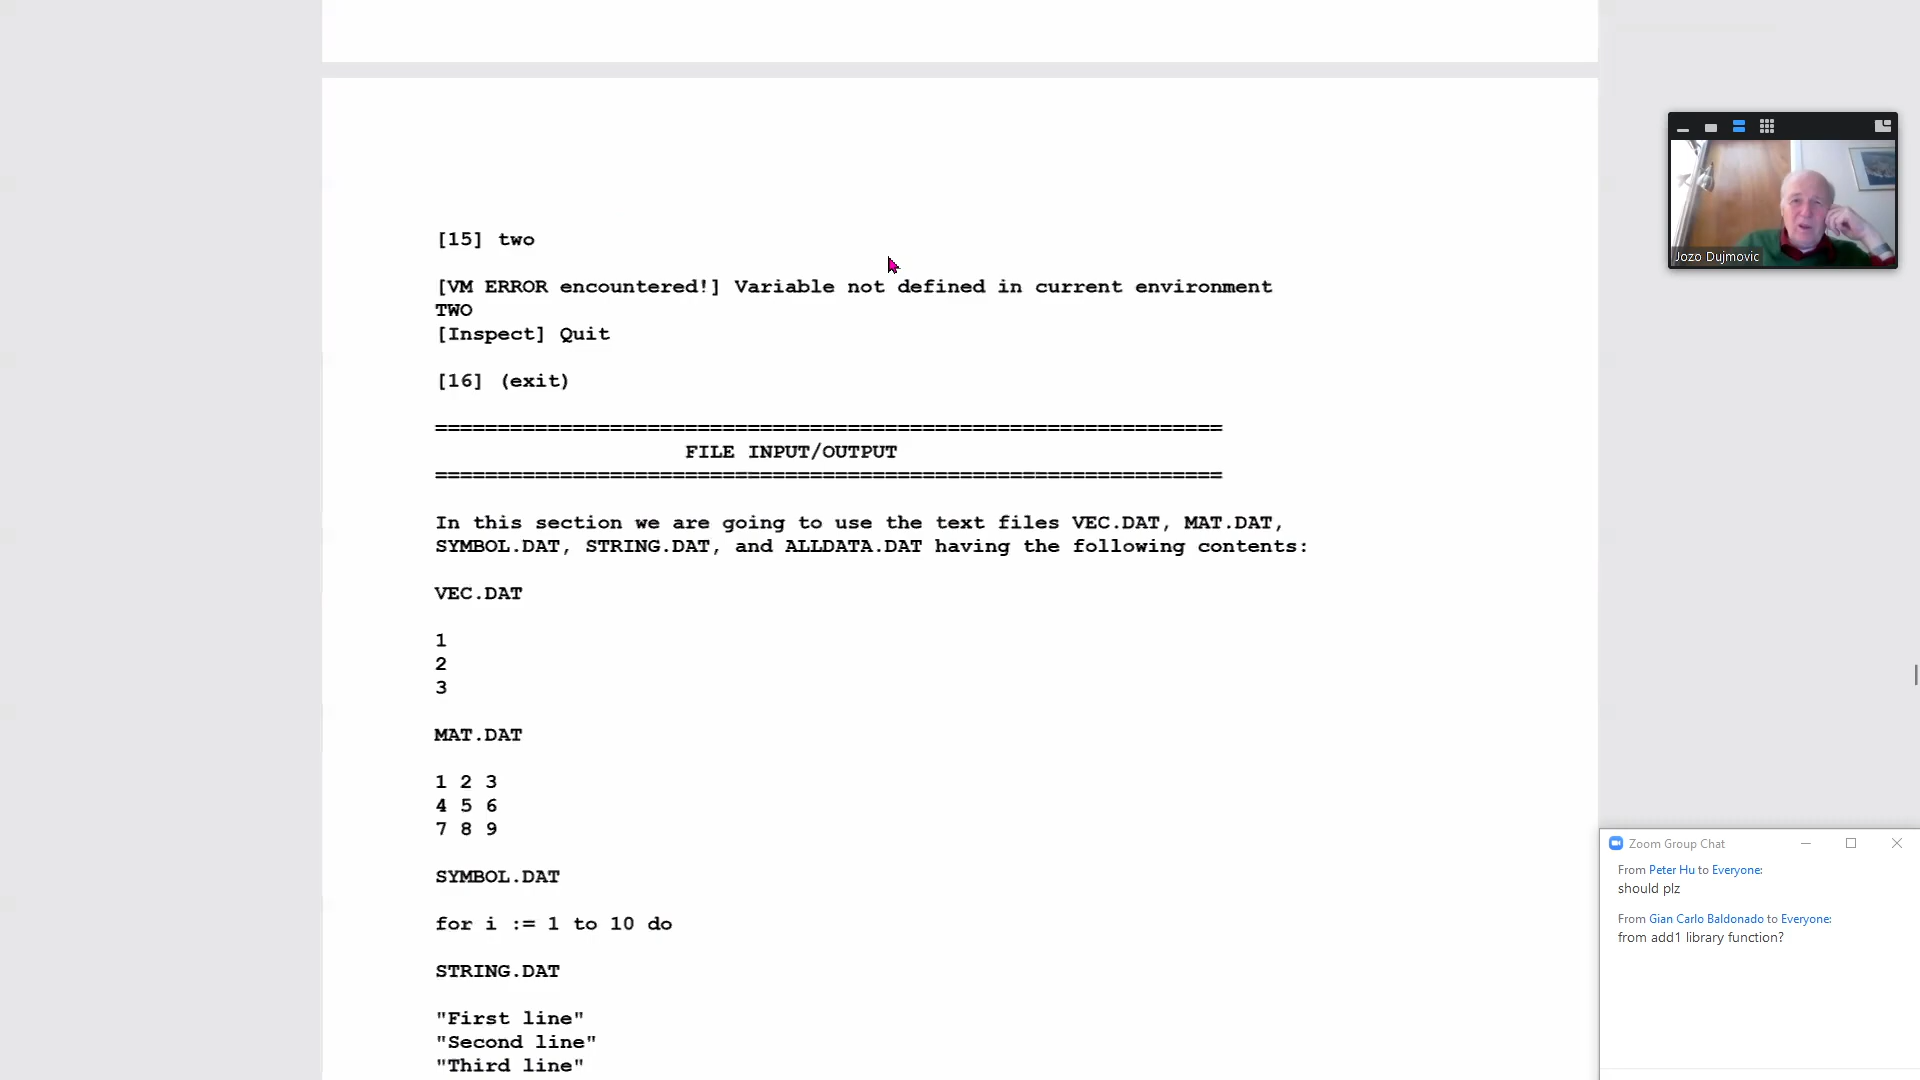 [15] two
[VM ERROR encountered!] Variable not defined in current environment
TWO
[Inspect] Quit
[16] (exit)
===============================================================
FILE INPUT/OUTPUT
===============================================================
In this section we are going to use the text files VEC.DAT, MAT.DAT,
SYMBOL.DAT, STRING.DAT, and ALLDATA.DAT having the following contents:
VEC.DAT
1
2
3
MAT.DAT
1 2 3
4 5 6
7 8 9
SYMBOL.DAT
for i := 1 to 10 do
STRING.DAT
"First line"
"Second line"
"Third line"
Jozo Dujmovic
Zoom Group Chat
From Peter Hu to Everyone:
should plz
From Gian Carlo Baldonado to Everyone:
from add1 library function?